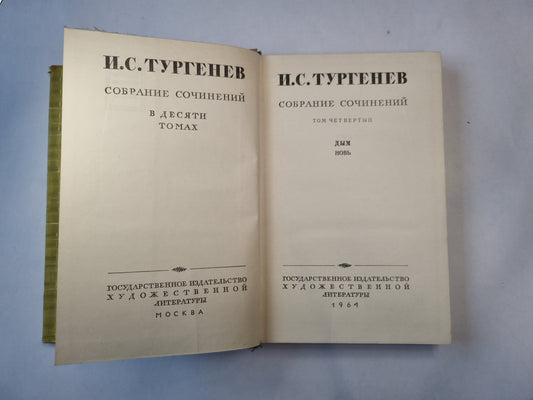 И.С. ТУРГЕНЕВ
СОБРАНИЕ СОЧИНЕНИЙ
В ДЕСЯТИ
ТОМАХ
ГОСУДАРСТВЕННОЕ ИЗДАТЕЛЬСТВО
ХУДОЖЕСТВЕННОЙ
ЛИТЕРАТУРЫ
МОСКВА
И.С. ТУРГЕНЕВ
СОБРАНИЕ СОЧИНЕНИЙ
ТОМ ЧЕТВЕРТЫЙ
ДЫМ
НОВЬ
ГОСУДАРСТВЕННОЕ ИЗДАТЕЛЬСТВО
ХУДОЖЕСТВЕННОЙ
ЛИТЕРАТУРЫ
1961